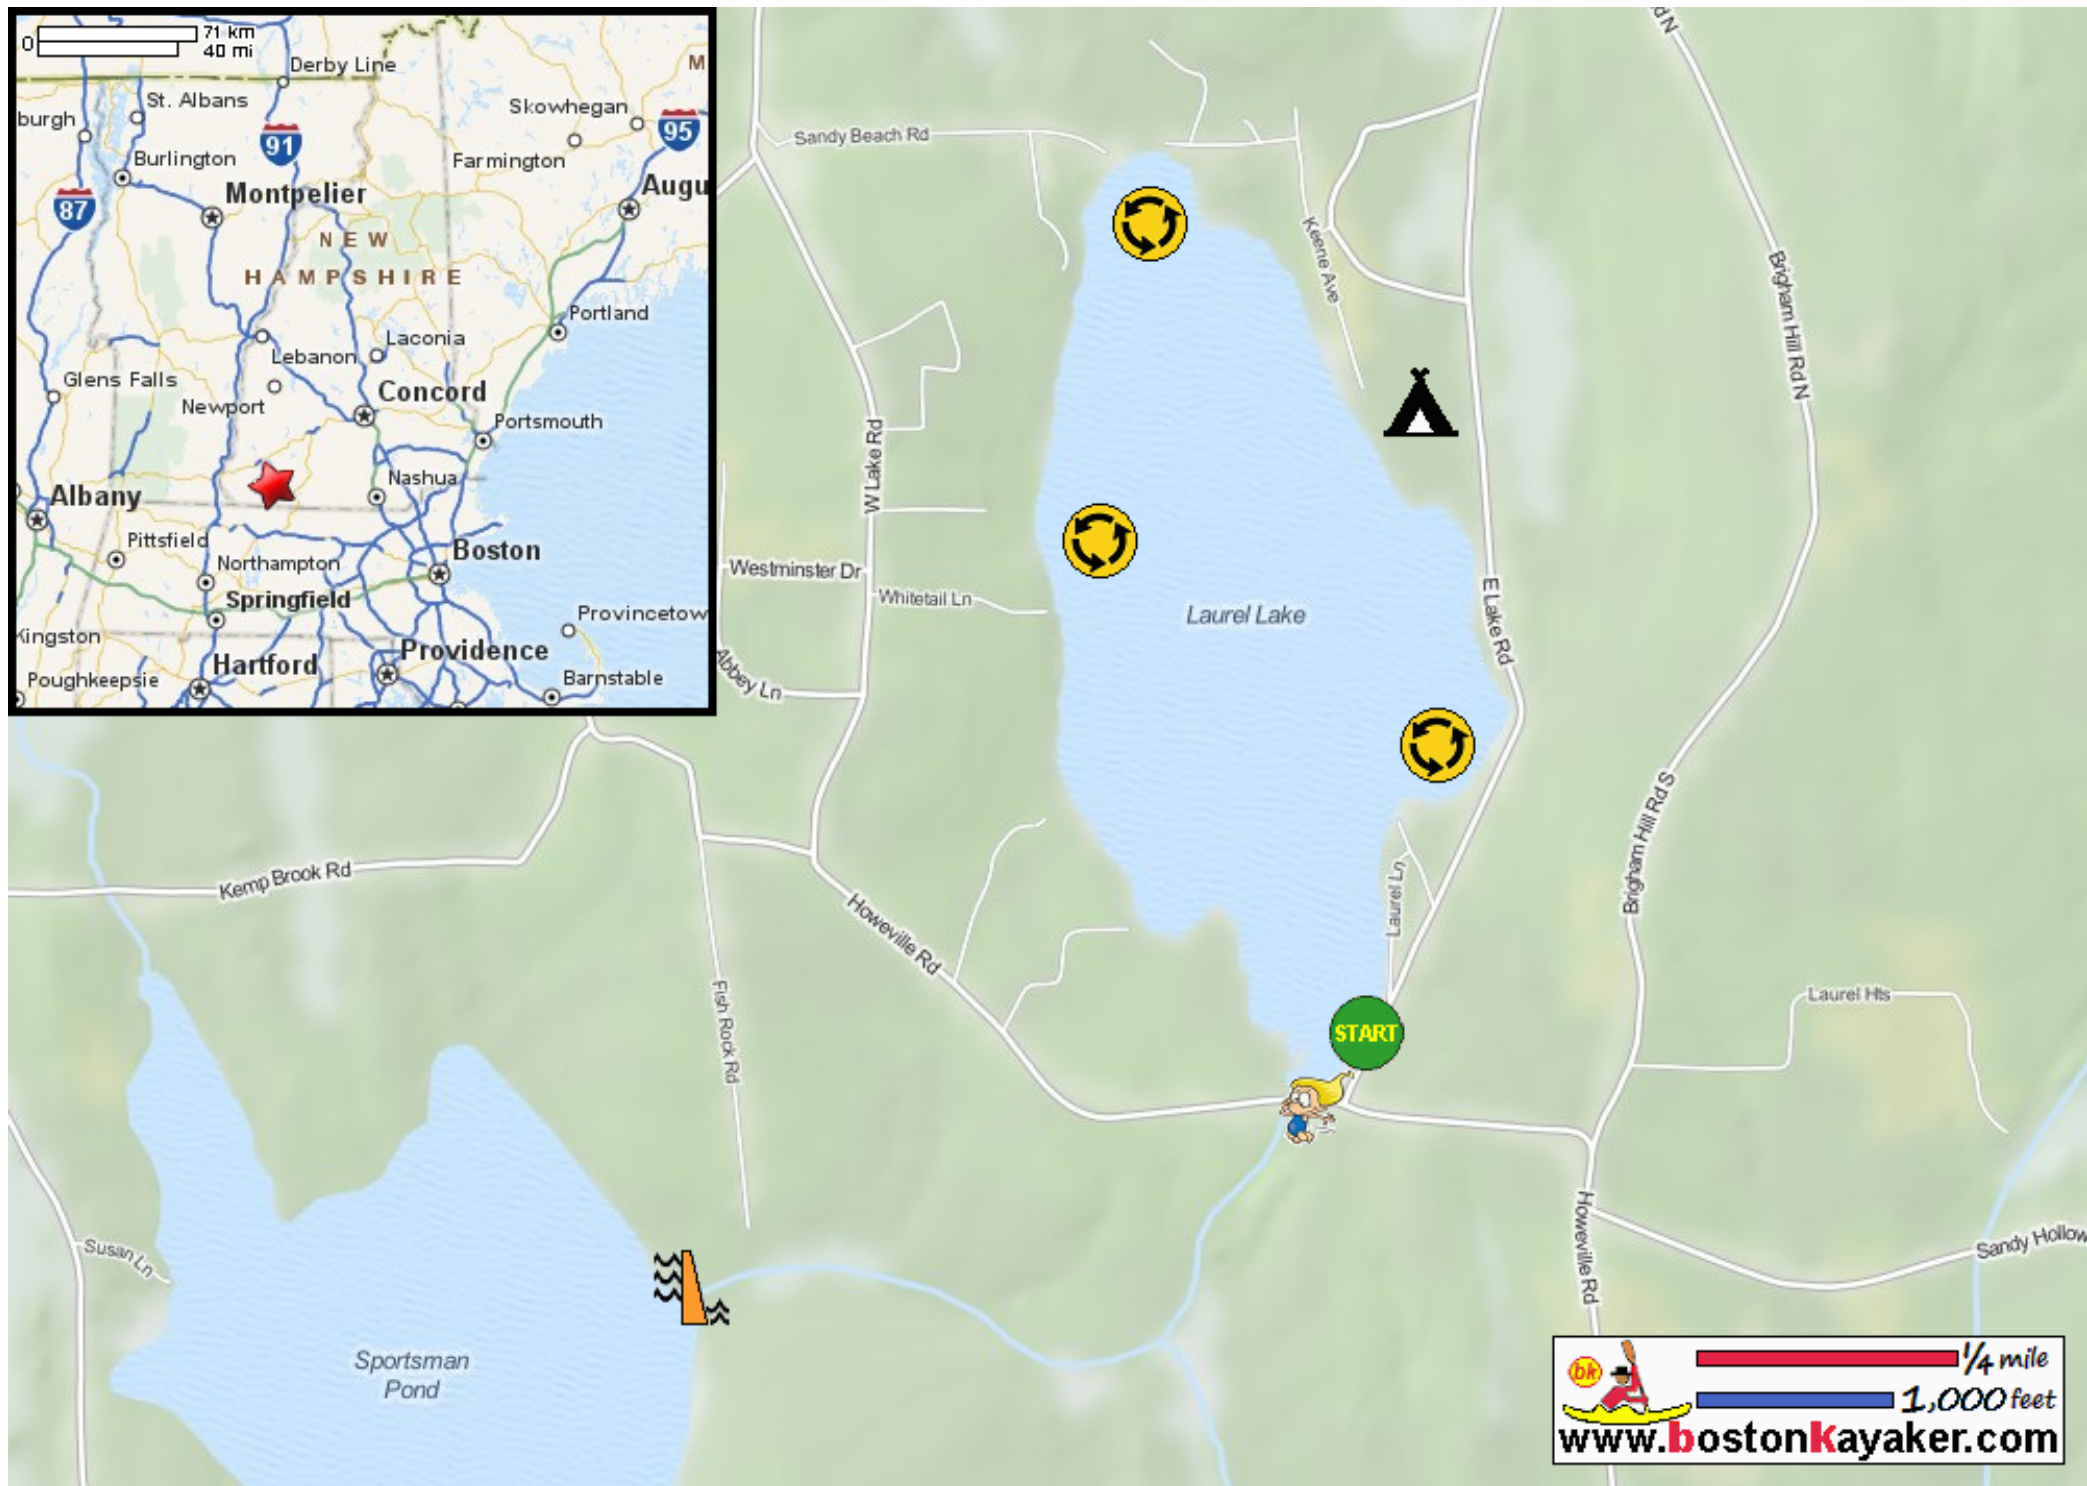 0
71 km
40 mi
Derby Line
M
St. Albans
Skowhegan
burgh
95
91
Burlington
Farmington
Montpelier
Augu
87
NEW
HAMPSHIRE
Portland
Laconia
Lebanon
Glens Falls
Newport
Concord
Portsmouth
Nashua
Albany
Pittsfield
Boston
Northampton
Springfield
Provincetow
Kingston
Providence
Hartford
Poughkeepsie
Barnstable
Sandy Beach Rd
d N
Keene Ave
Brigham Hill Rd N
W Lake Rd
Westminster Dr
Whitetail Ln
Laurel Lake
E Lake Rd
Abbey Ln
Kemp Brook Rd
Howeville Rd
Laurel Ln
Brigham Hill Rd S
Fish Rock Rd
Laurel Hts
START
Susan Ln
Howeville Rd
Sandy Hollow
Sportsman
Pond
bk
1/4 mile
1,000 feet
www.bostonkayaker.com